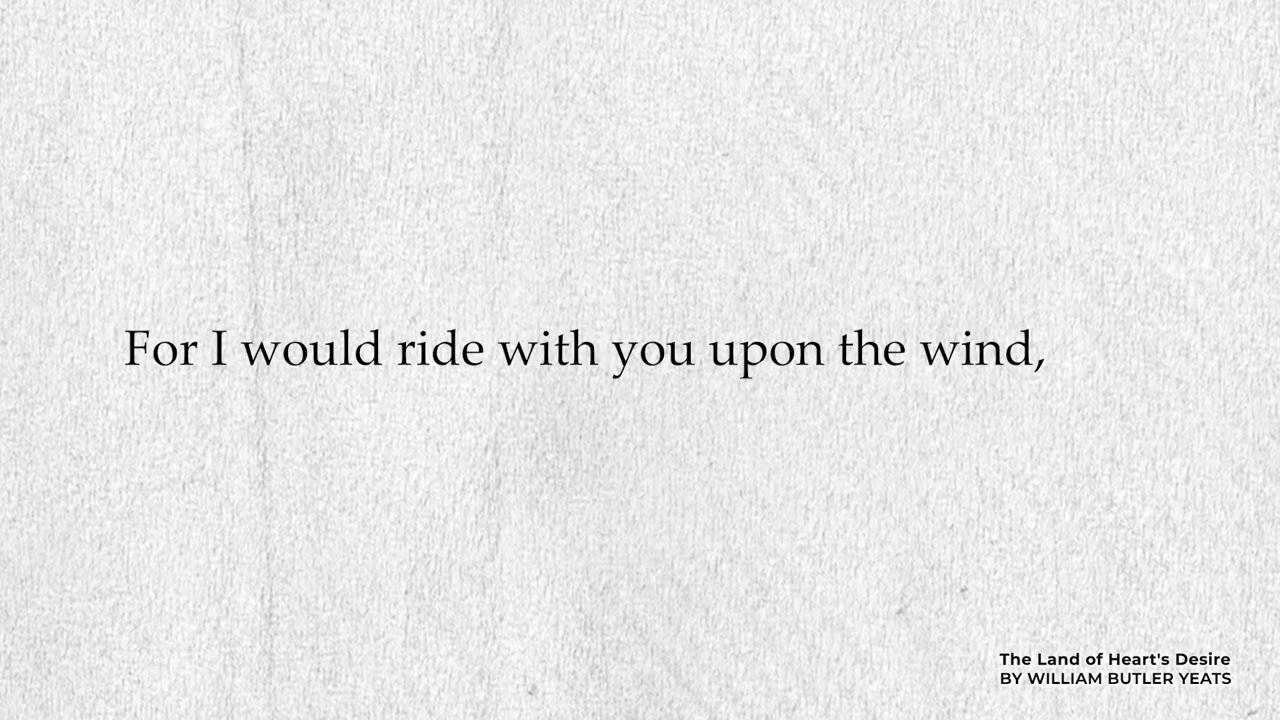 For I would ride with you upon the wind,
The Land of Heart's Desire
BY WILLIAM BUTLER YEATS